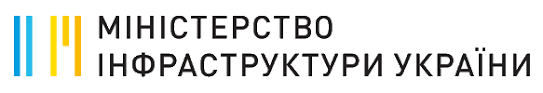 МІНІСТЕРСТВО
ІНФРАСТРУКТУРИ УКРАЇНИ